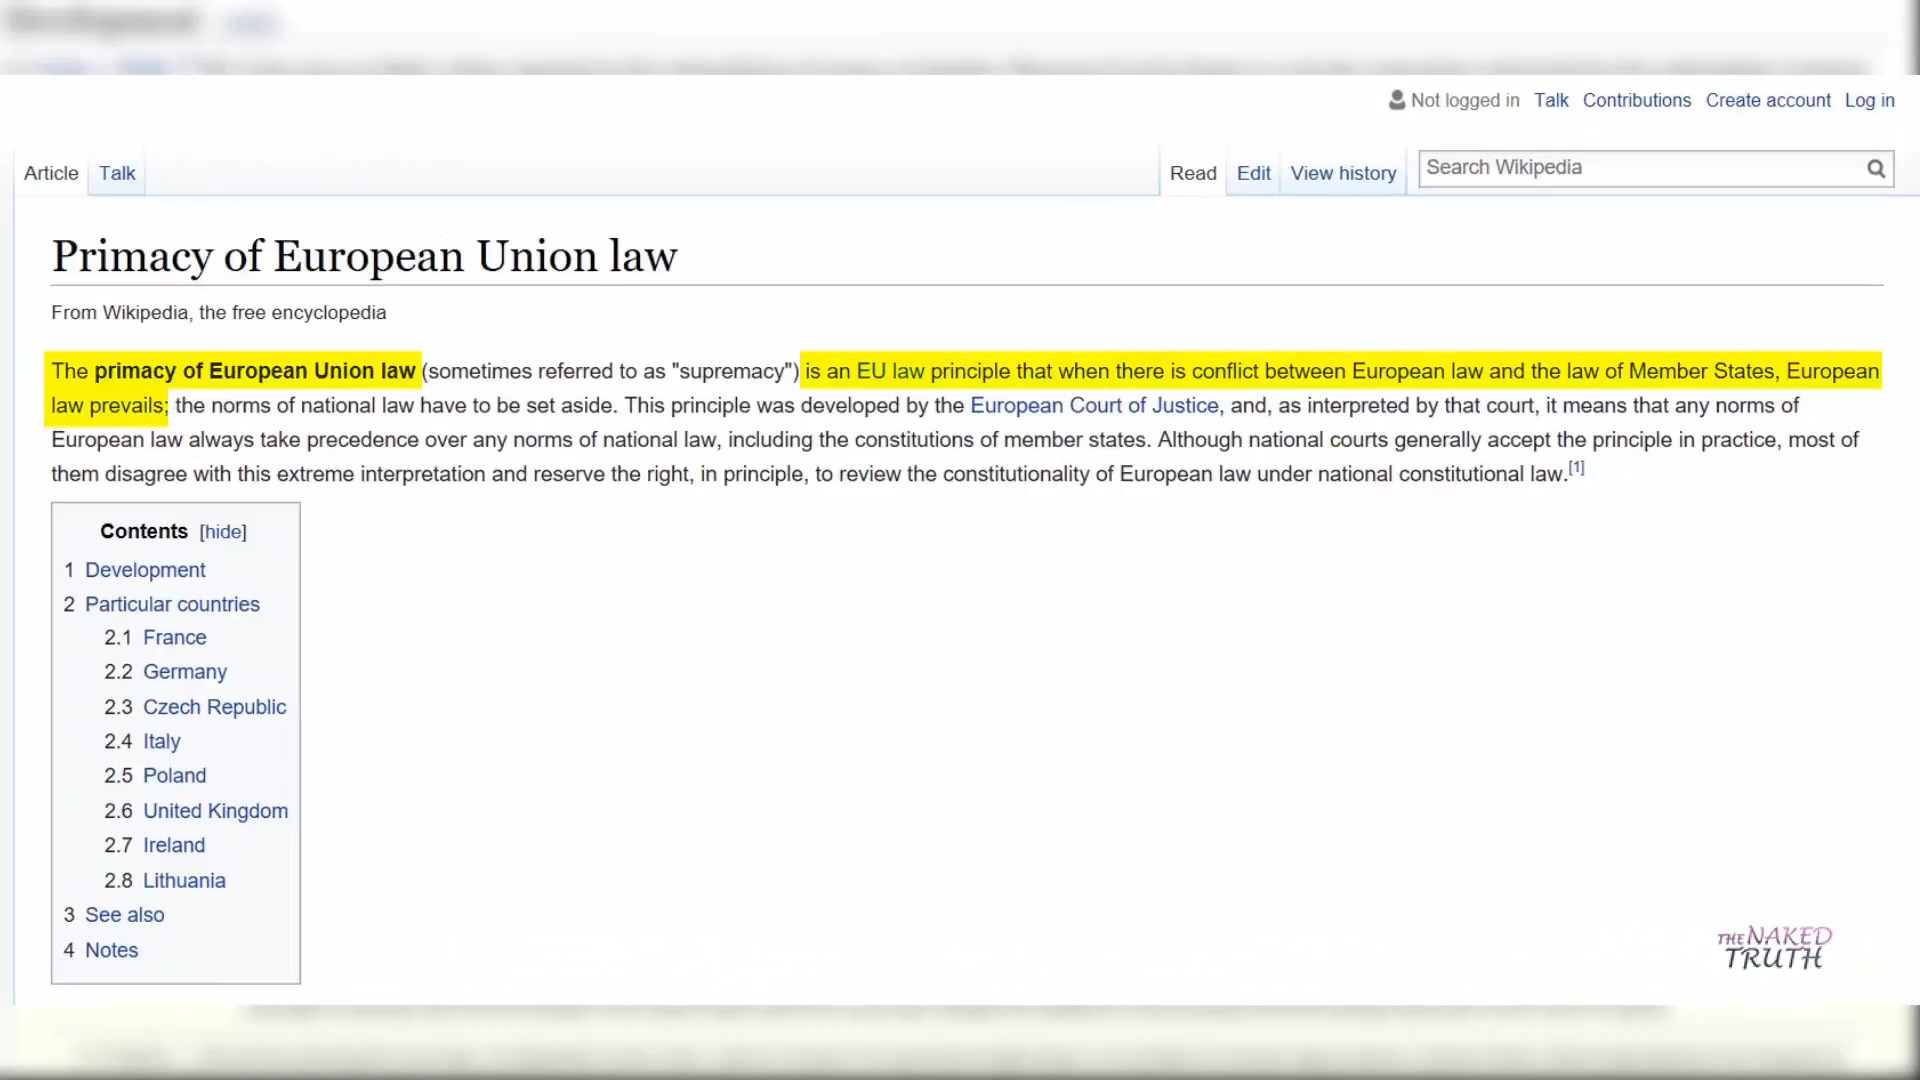 Not logged in Talk Contributions Create account Log in
Article Talk Read Edit View history Search Wikipedia
Primacy of European Union law
From Wikipedia, the free encyclopedia
The primacy of European Union law (sometimes referred to as "supremacy") is an EU law principle that when there is conflict between European law and the law of Member States, European
law prevails; the norms of national law have to be set aside. This principle was developed by the European Court of Justice, and, as interpreted by that court, it means that any norms of
European law always take precedence over any norms of national law, including the constitutions of member states. Although national courts generally accept the principle in practice, most of
them disagree with this extreme interpretation and reserve the right, in principle, to review the constitutionality of European law under national constitutional law.[1]
Contents [hide]
1 Development
2 Particular countries
2.1 France
2.2 Germany
2.3 Czech Republic
2.4 Italy
2.5 Poland
2.6 United Kingdom
2.7 Ireland
2.8 Lithuania
3 See also
4 Notes
THE NAKED
TRUTH